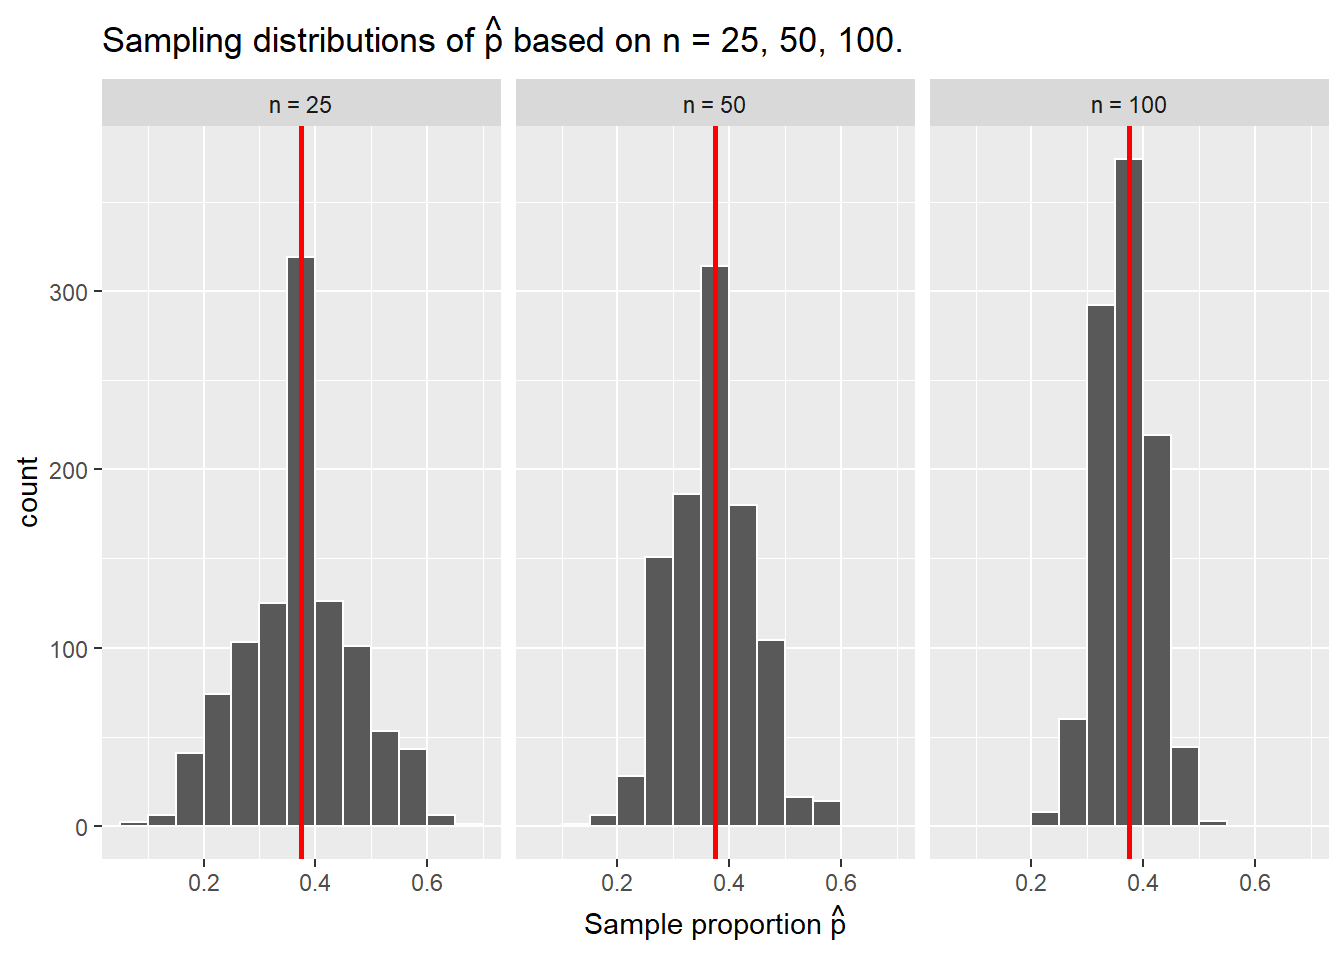 Sampling distributions of p̂ based on n = 25, 50, 100.
n = 25
n = 50
n = 100
300
200
100
0
count
0.2 0.4 0.6
0.2 0.4 0.6
0.2 0.4 0.6
Sample proportion p̂